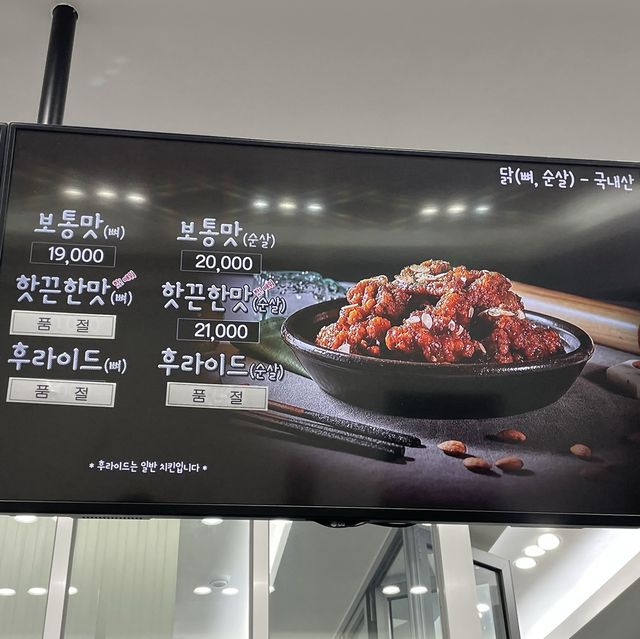 닭(뼈, 순살) - 국내산
보통맛(뼈)
19,000
보통맛(순살)
20,000
핫끈한맛(뼈)
품 절
핫끈한맛(순살)
21,000
후라이드(뼈)
품 절
후라이드(순살)
품 절
* 후라이드는 일반 치킨입니다 *